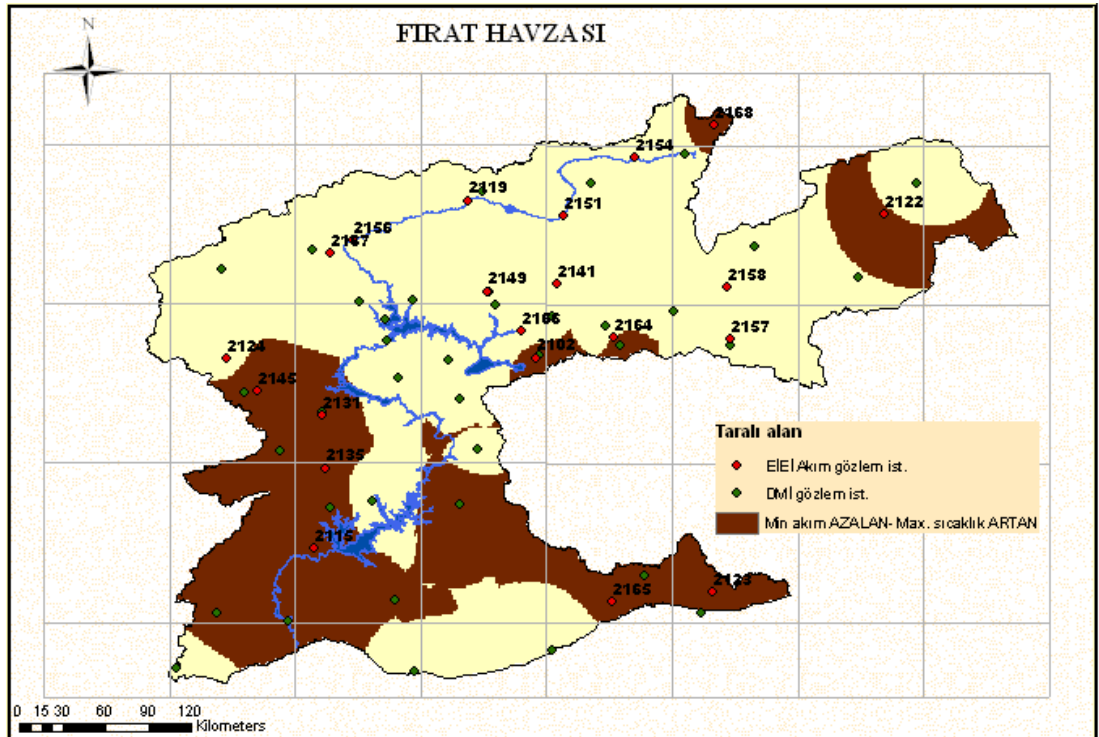 FIRAT HAVZASI
N
2168
2154
2119
2151
2122
2156
2149
2141
2158
2166
2164
2157
2102
2124
2145
2131
2135
2115
2165
2123
Taralı alan
EİEİ Akım gözlem ist.
DMİ gözlem ist.
Min akım AZALAN- Max. sıcaklık ARTAN
0 15 30 60 90 120
Kilometers